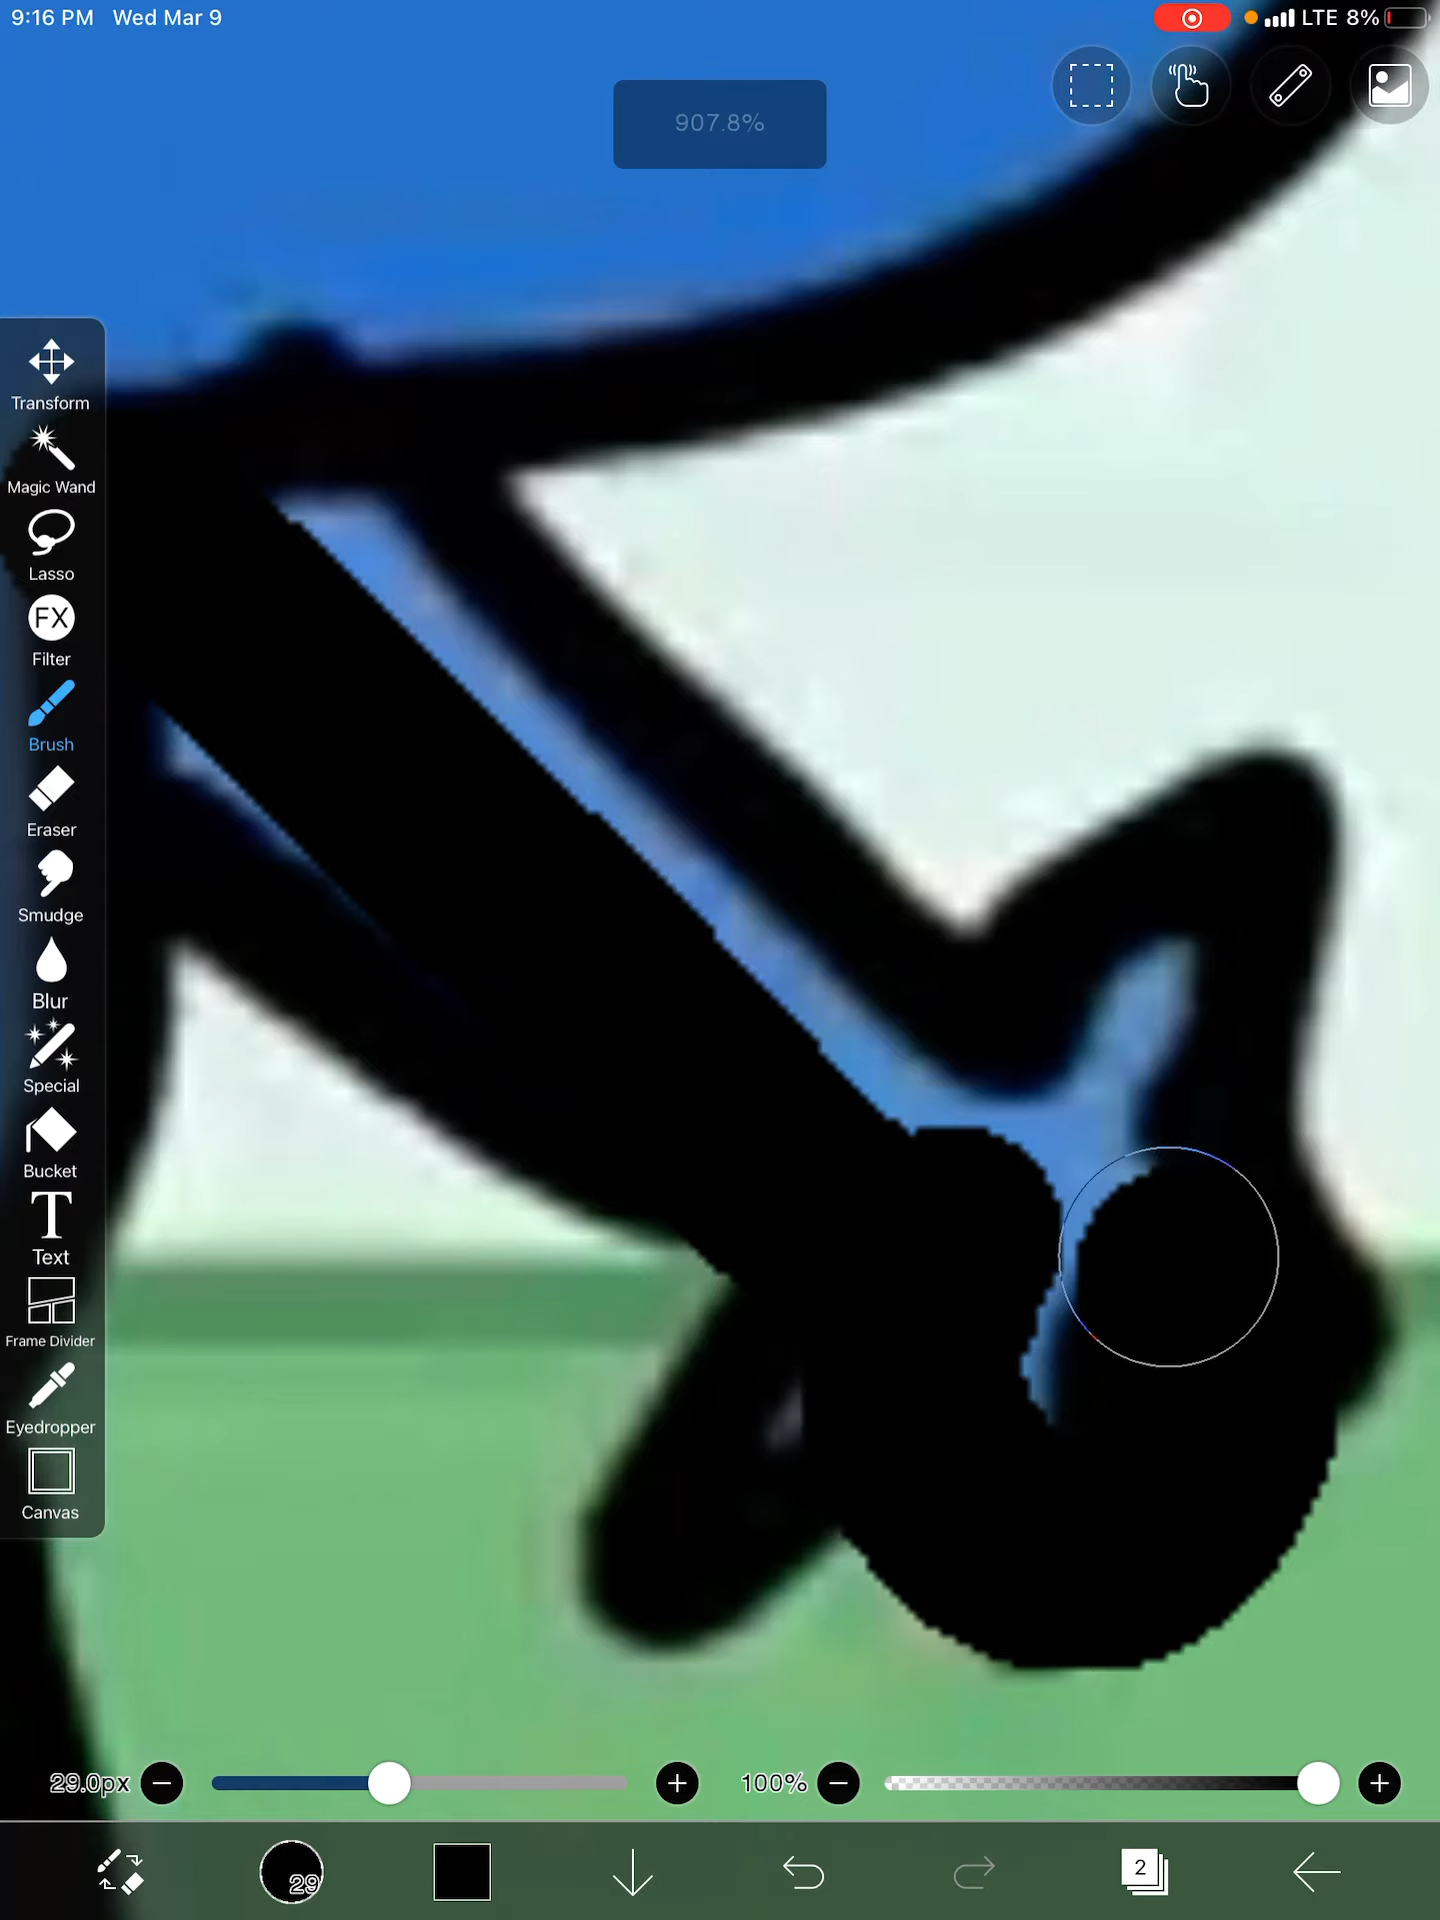 9:16 PM Wed Mar 9
LTE 8%
907.8%
Transform
Magic Wand
Lasso
FX
Filter
Brush
Eraser
Smudge
Blur
Special
Bucket
T
Text
Frame Divider
Eyedropper
Canvas
29.0px
100%
29
2